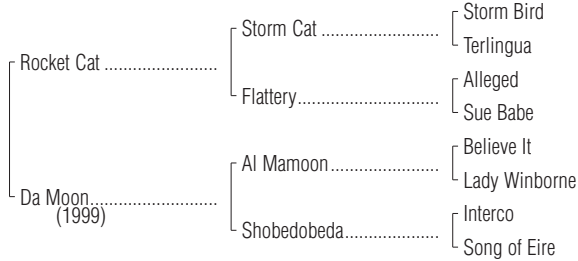 Storm Bird
Storm Cat ........................
Terlingua
Rocket Cat .......................
Alleged
Flattery.............................
Sue Babe
Believe It
Al Mamoon......................
Lady Winborne
Da Moon..........................
(1999)
Interco
Shobedobeda...................
Song of Eire